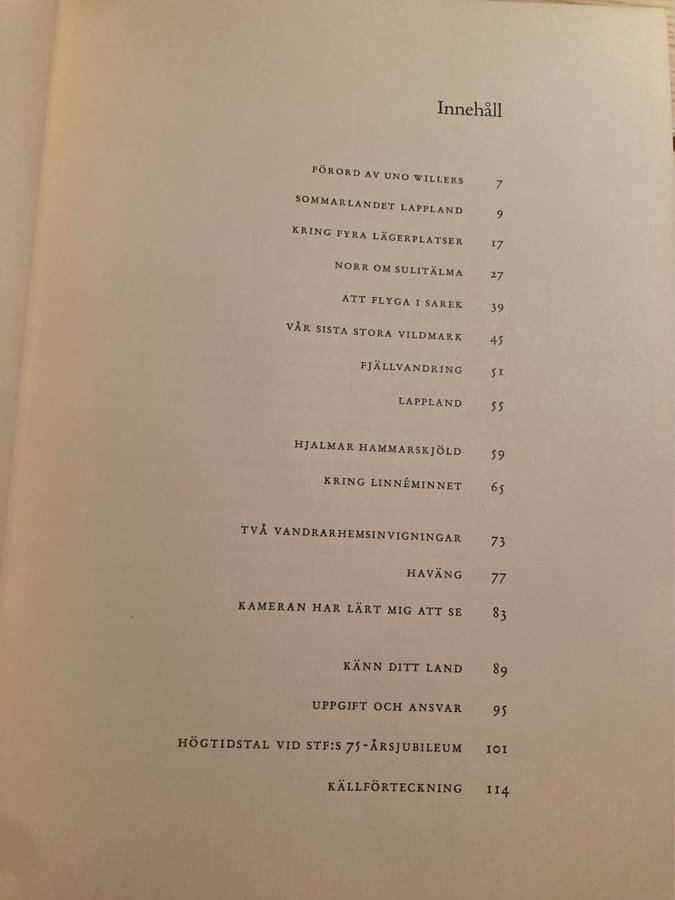 Innehåll
FÖRORD AV UNO WILLERS 7
SOMMARLANDET LAPPLAND 9
KRING FYRA LÄGERPLATSER 17
NORR OM SULITÄLMA 27
ATT FLYGA I SAREK 39
VÅR SISTA STORA VILDMARK 45
FJÄLLVANDRING 51
LAPPLAND 55
HJALMAR HAMMARSKJÖLD 59
KRING LINNÉMINNET 65
TVÅ VANDRARHEMSINVIGNINGAR 73
HAVÄNG 77
KAMERAN HAR LÄRT MIG ATT SE 83
KÄNN DITT LAND 89
UPPGIFT OCH ANSVAR 95
HÖGTIDSTAL VID STF:S 75-ÅRSJUBILEUM 101
KÄLLFÖRTECKNING 114